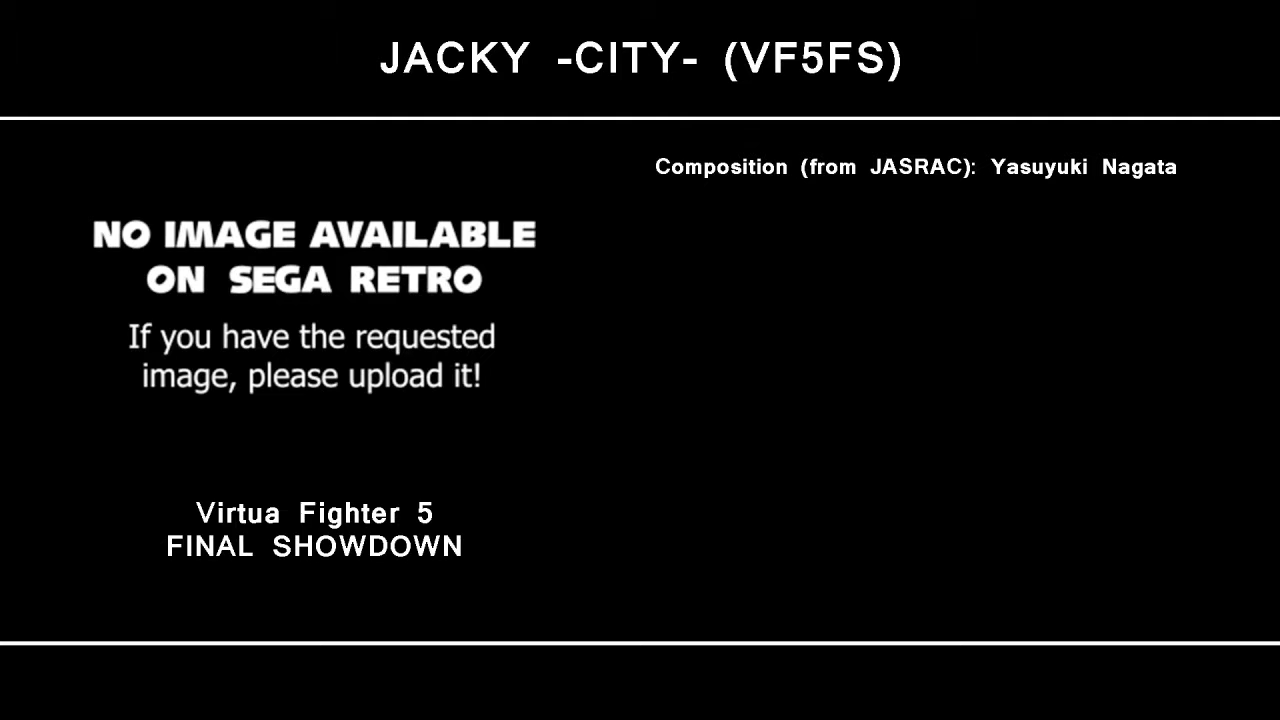 JACKY -CITY- (VF5FS)
Composition (from JASRAC): Yasuyuki Nagata
NO IMAGE AVAILABLE
ON SEGA RETRO
If you have the requested
image, please upload it!
Virtua Fighter 5
FINAL SHOWDOWN